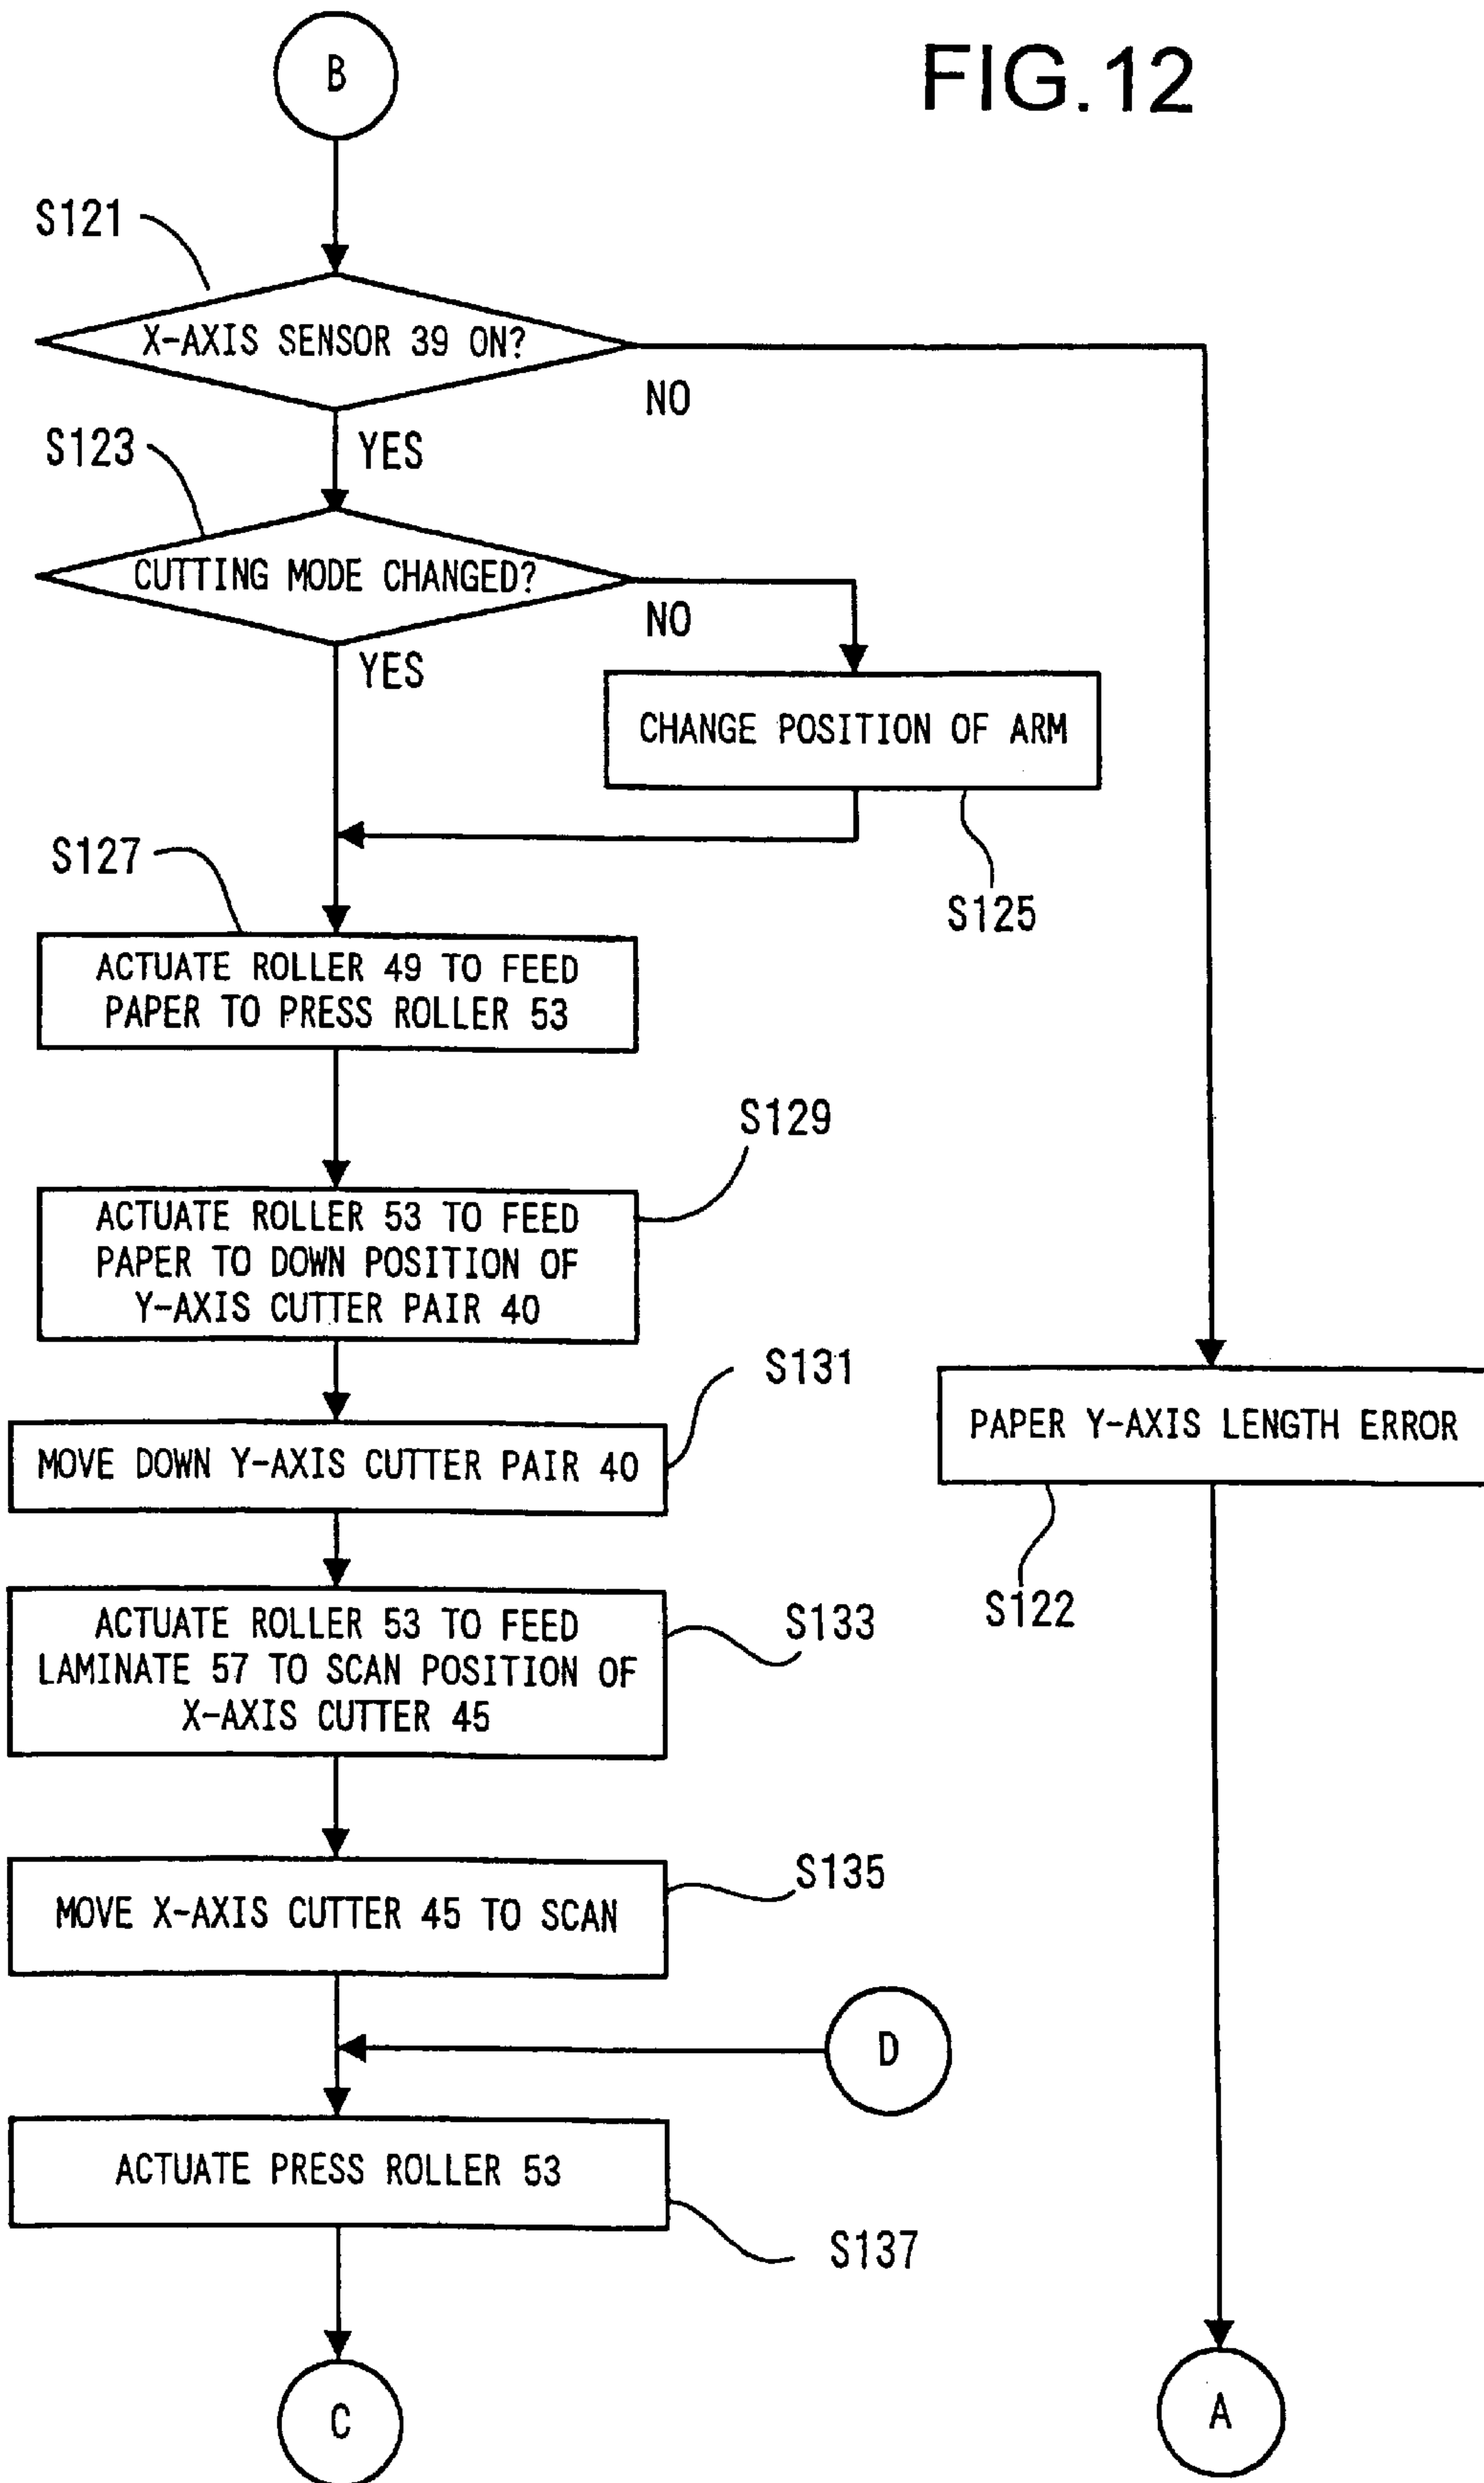 FIG.12
B
S121
X-AXIS SENSOR 39 ON?
NO
YES
S123
CUTTING MODE CHANGED?
NO
YES
CHANGE POSITION OF ARM
S125
S127
ACTUATE ROLLER 49 TO FEED
PAPER TO PRESS ROLLER 53
S129
ACTUATE ROLLER 53 TO FEED
PAPER TO DOWN POSITION OF
Y-AXIS CUTTER PAIR 40
S131
MOVE DOWN Y-AXIS CUTTER PAIR 40
PAPER Y-AXIS LENGTH ERROR
S122
S133
ACTUATE ROLLER 53 TO FEED
LAMINATE 57 TO SCAN POSITION OF
X-AXIS CUTTER 45
S135
MOVE X-AXIS CUTTER 45 TO SCAN
D
ACTUATE PRESS ROLLER 53
S137
C
A